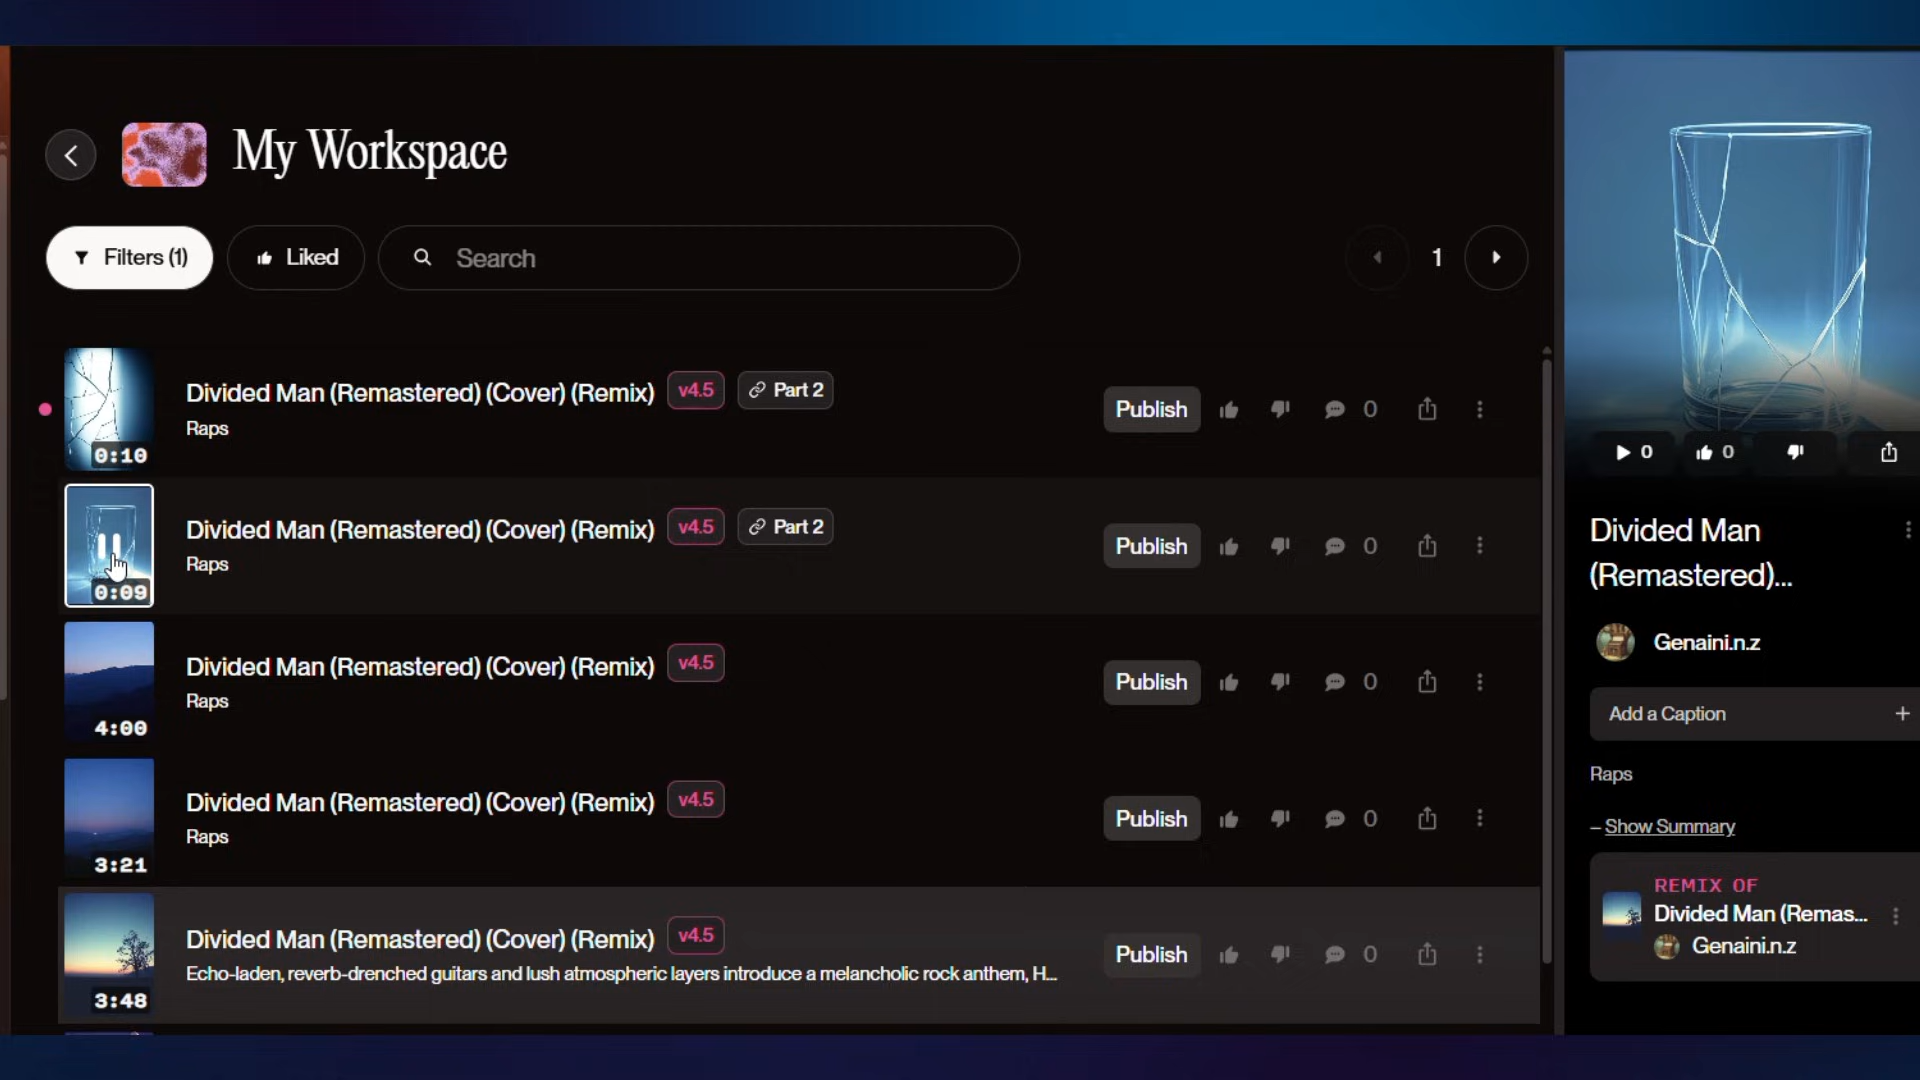 My Workspace
Filters (1)
Liked
Search
1
Divided Man (Remastered) (Cover) (Remix) v4.5 Part 2
Raps
0:10
Publish 0
Divided Man (Remastered) (Cover) (Remix) v4.5 Part 2
Raps
0:09
Publish 0
Divided Man (Remastered) (Cover) (Remix) v4.5
Raps
4:00
Publish 0
Divided Man (Remastered) (Cover) (Remix) v4.5
Raps
3:21
Publish 0
Divided Man (Remastered) (Cover) (Remix) v4.5
Echo-laden, reverb-drenched guitars and lush atmospheric layers introduce a melancholic rock anthem, H...
3:48
Publish 0
0 0
Divided Man
(Remastered)...
Genaini.n.z
Add a Caption +
Raps
– Show Summary
REMIX OF
Divided Man (Remas...
Genaini.n.z